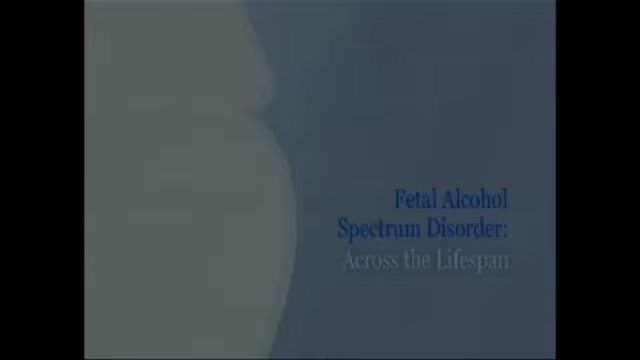 Fetal Alcohol
Spectrum Disorder:
Across the Lifespan